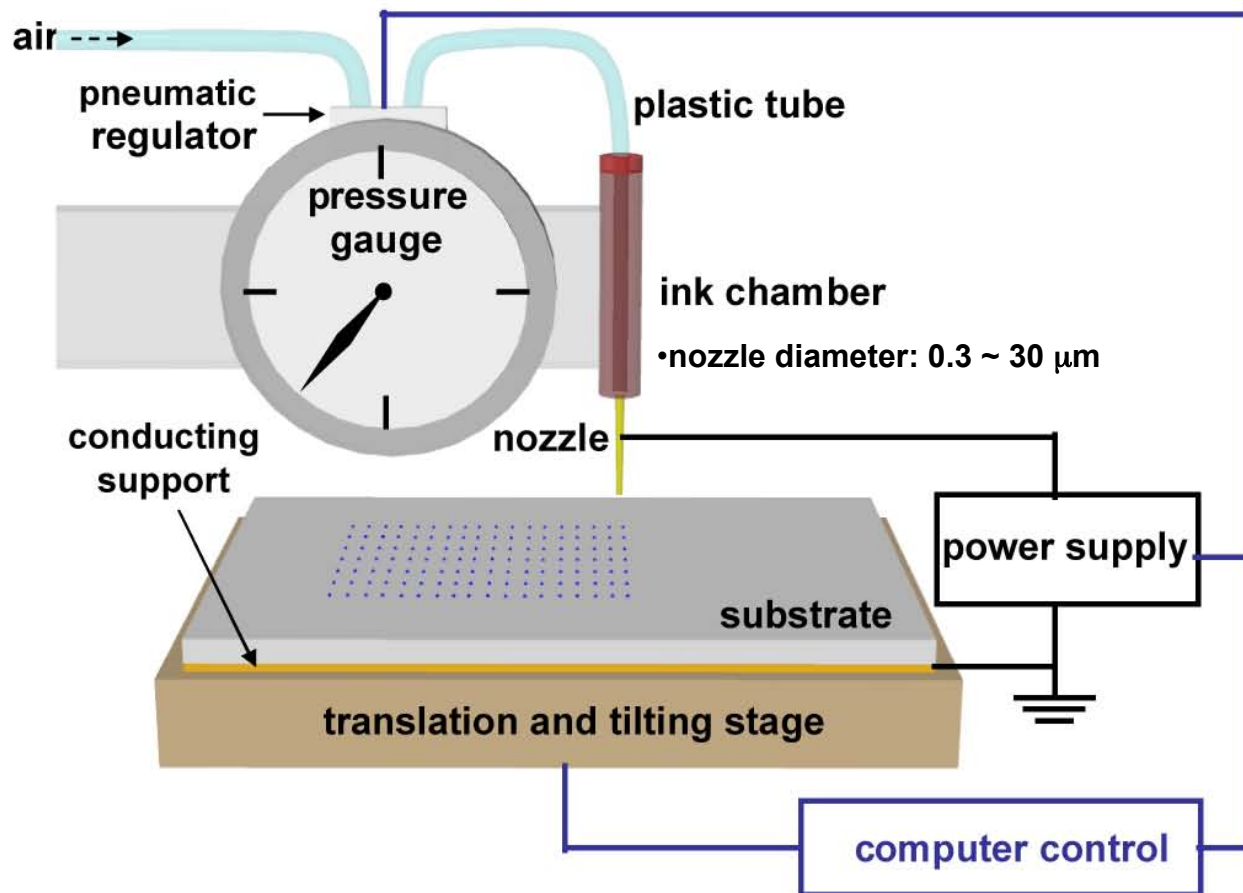 air
pneumatic
regulator
plastic tube
pressure
gauge
ink chamber
•nozzle diameter: 0.3 ~ 30 μm
conducting
support
nozzle
power supply
substrate
translation and tilting stage
computer control